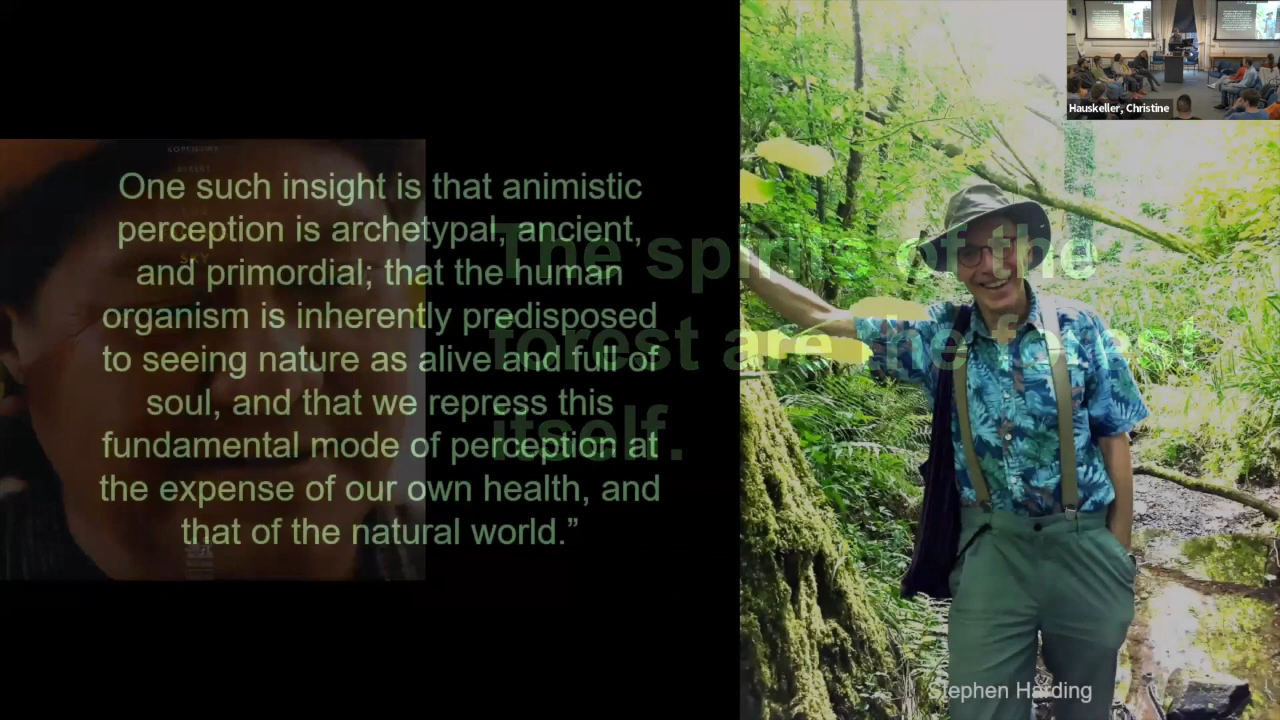 Hauskeller, Christine
One such insight is that animistic
perception is archetypal, ancient,
and primordial; that the human
organism is inherently predisposed
to seeing nature as alive and full of
soul, and that we repress this
fundamental mode of perception at
the expense of our own health, and
that of the natural world.”
The spirits of the
forest are the forest
itself.
SKY
Stephen Harding